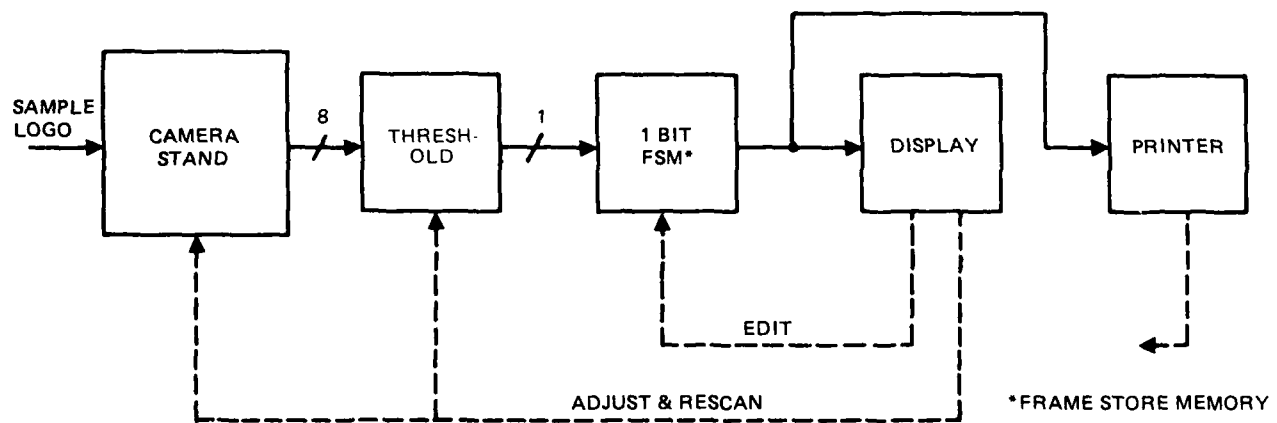 SAMPLE
LOGO
CAMERA
STAND
8
THRESH-
OLD
1
1 BIT
FSM*
DISPLAY
PRINTER
EDIT
ADJUST & RESCAN
*FRAME STORE MEMORY